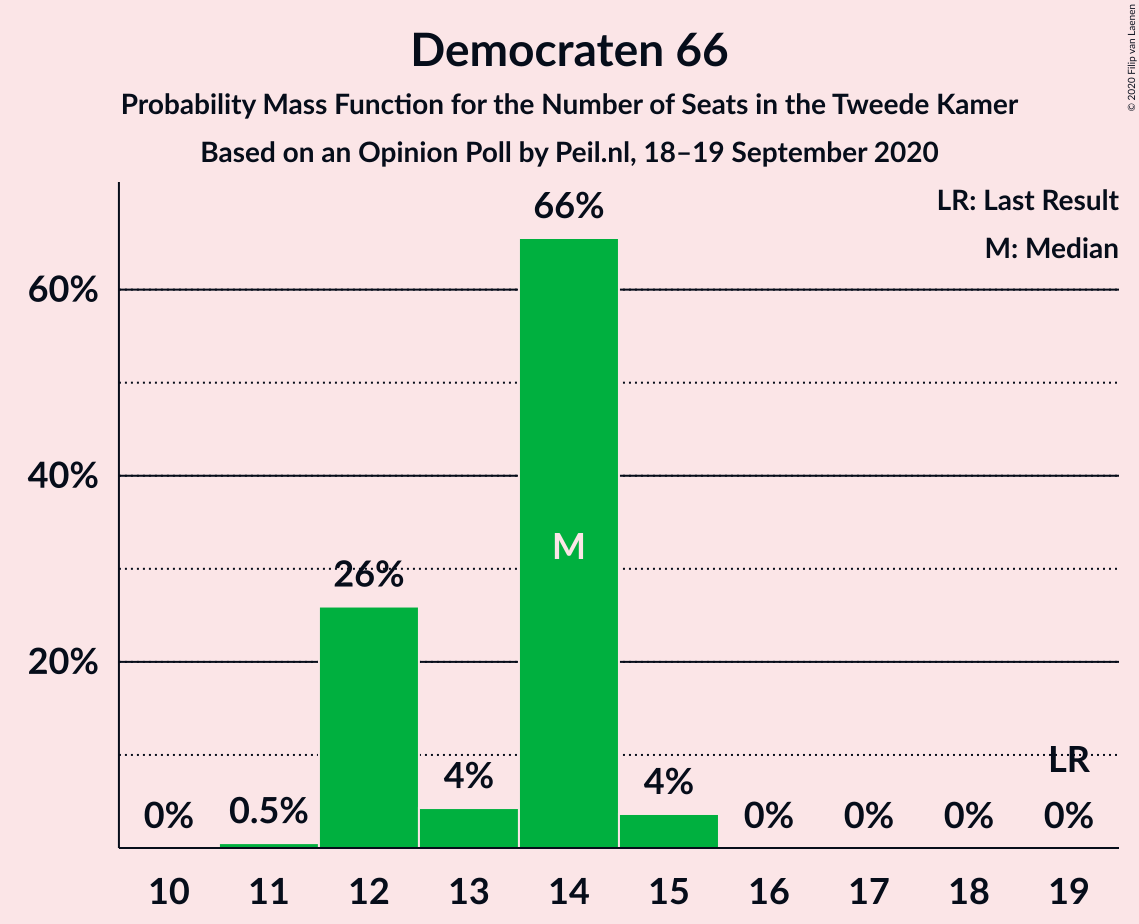 Democraten 66
Probability Mass Function for the Number of Seats in the Tweede Kamer
Based on an Opinion Poll by Peil.nl, 18–19 September 2020
© 2020 Filip van Laenen
LR: Last Result
M: Median
66%
60%
40%
M
26%
20%
LR
4%
4%
0.5%
0%
0%
0%
0%
0%
10 11 12 13 14 15 16 17 18 19